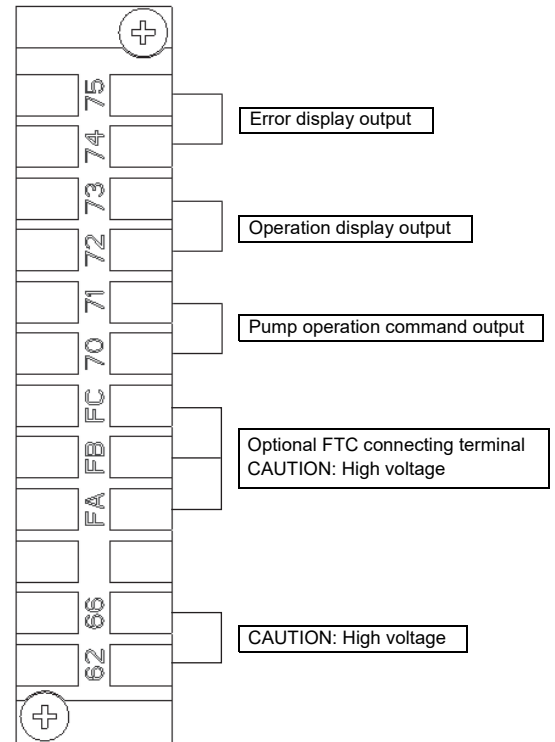 75
Error display output
74
73
Operation display output
72
71
Pump operation command output
70
FC
FB
Optional FTC connecting terminal
CAUTION: High voltage
FA
66
CAUTION: High voltage
62